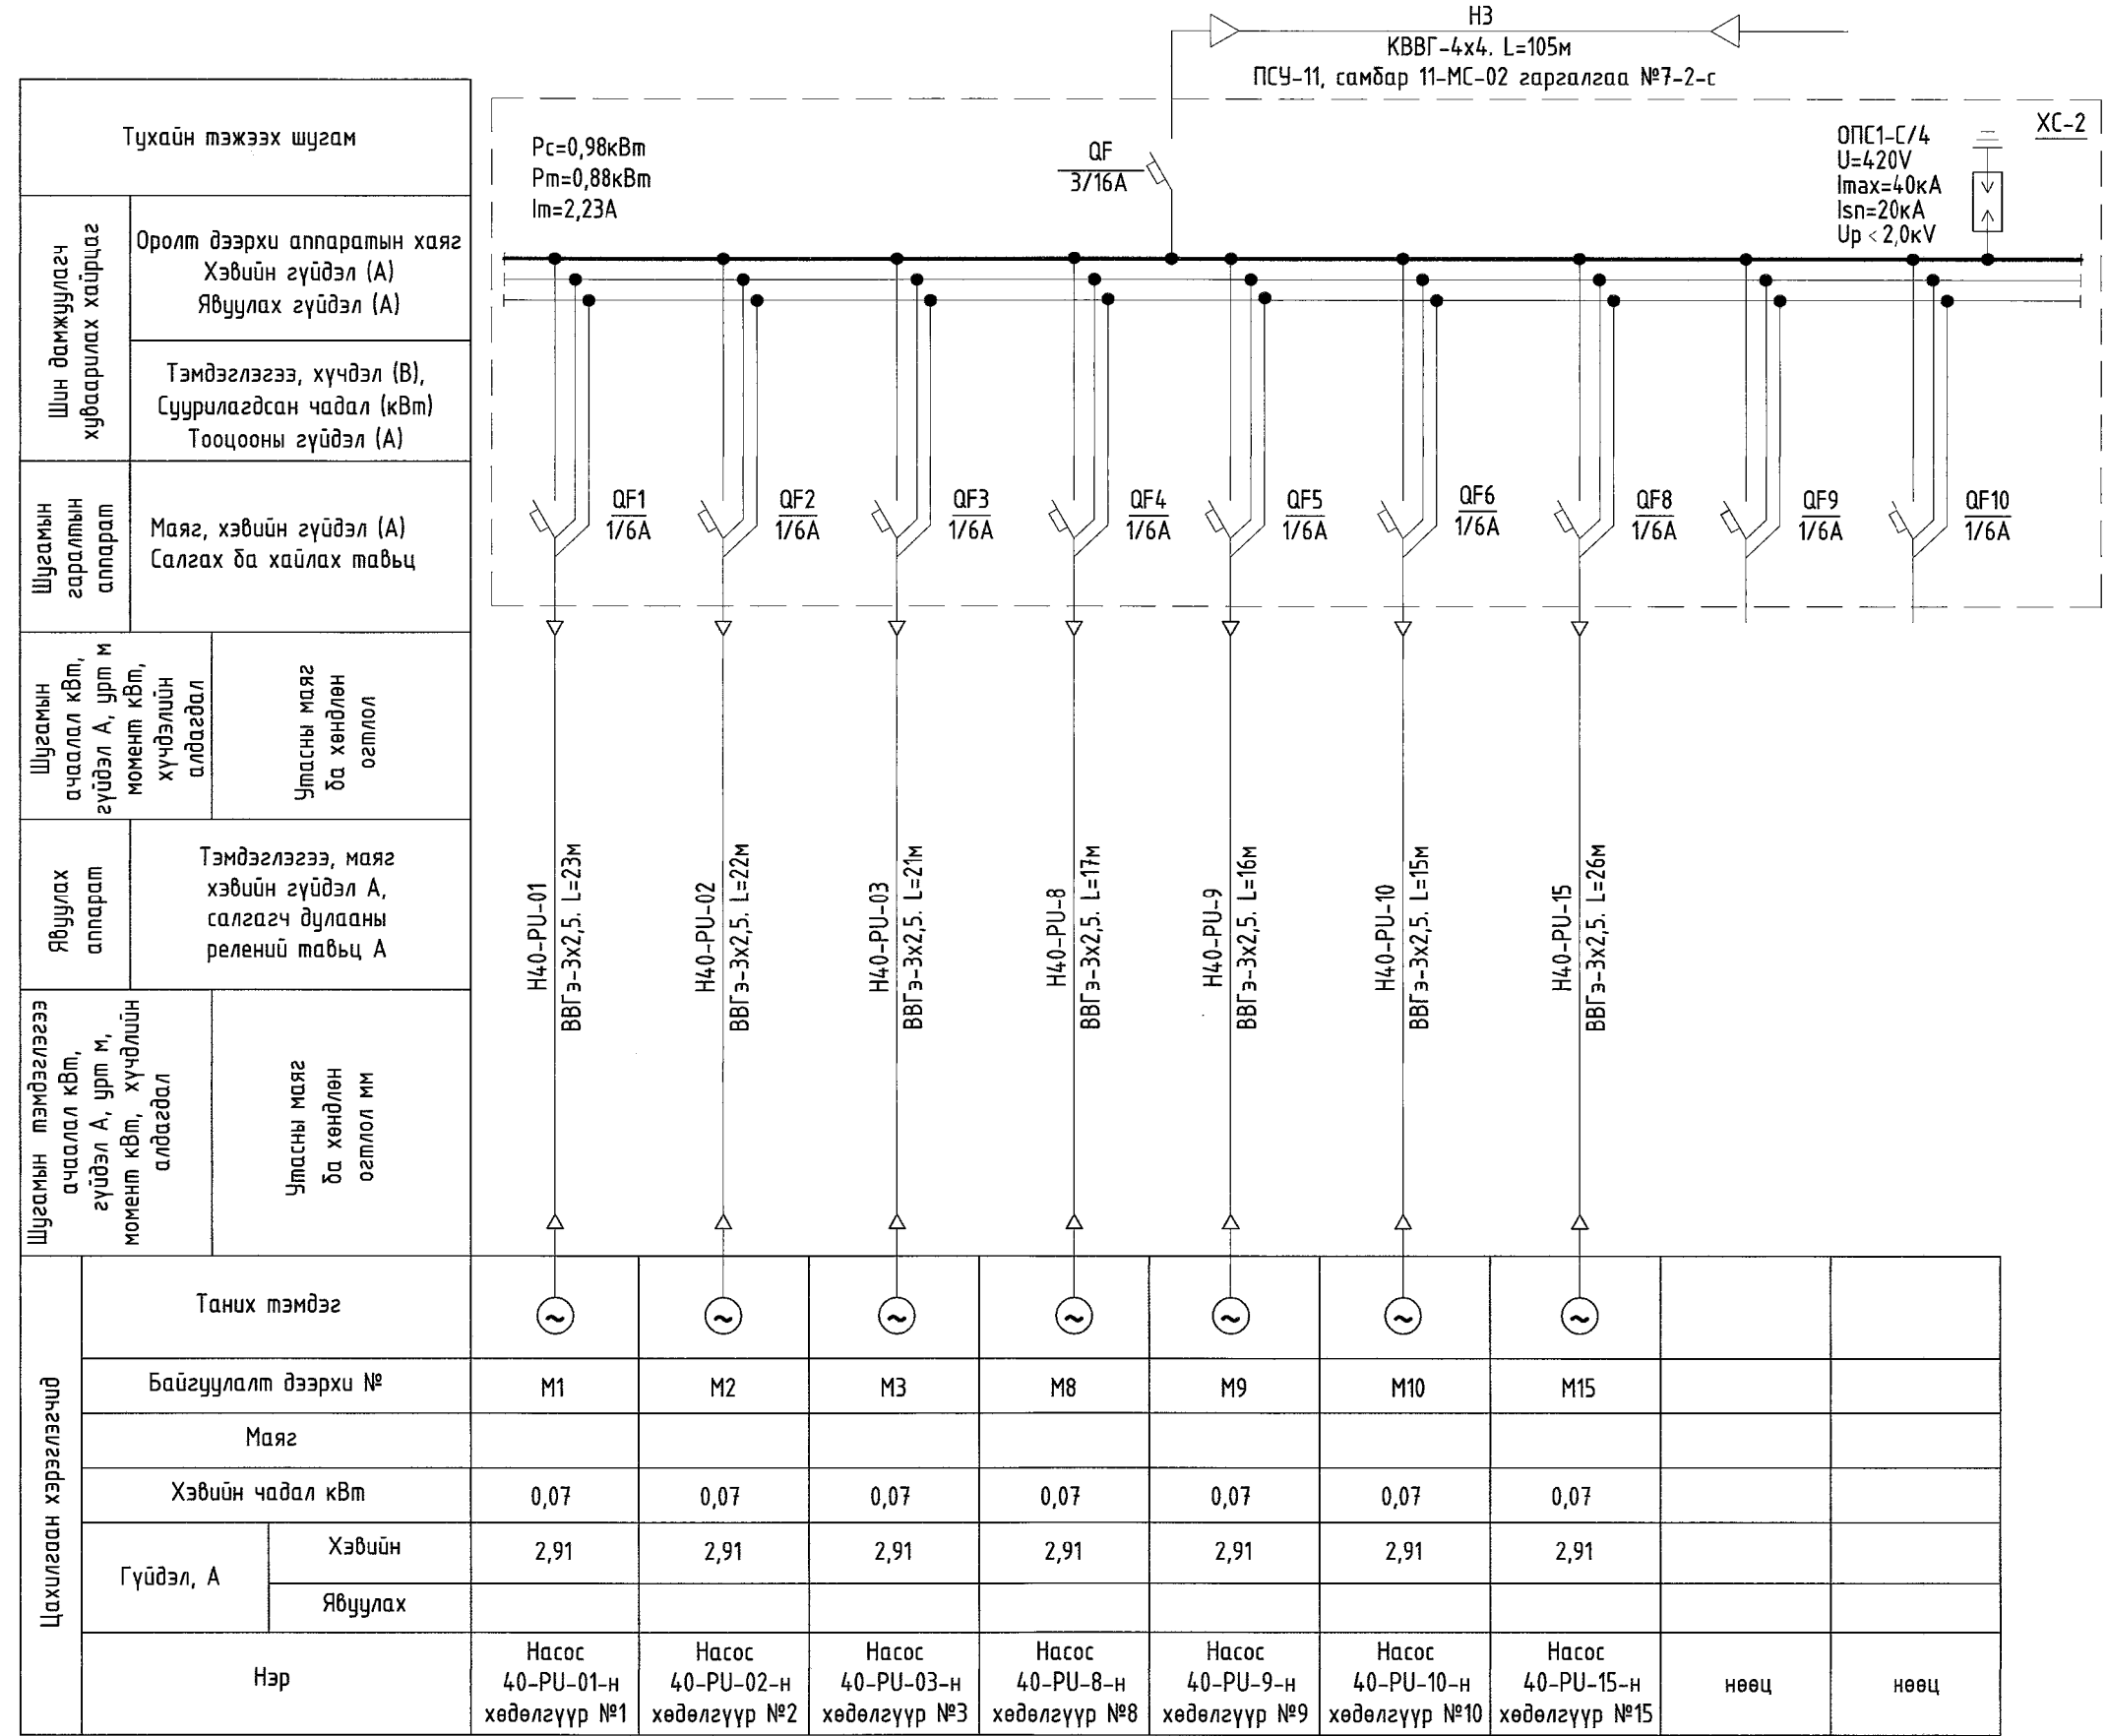 Н3
КВВГ-4х4. L=105м
ПСУ-11, самбар 11-МС-02 гаргалгаа №7-2-с
ХС-2
Рс=0,98кВт
Рт=0,88кВт
Iт=2,23А
QF
3/16А
ОПС1-С/4
U=420V
Imax=40кА
Isn=20кА
Up < 2,0кV
Тухайн тэжээх шугам
Шин дамжуулагч
хуваарилах хайрцаг
Оролт дээрхи аппаратын хаяг
Хэвийн гүйдэл (А)
Явуулах гүйдэл (А)
Тэмдэглэгээ, хүчдэл (В),
Суурилагдсан чадал (кВт)
Тооцооны гүйдэл (А)
Шугамын
гаралтын
аппарат
Маяг, хэвийн гүйдэл (А)
Салгах ба хайлах тавьц
QF1
1/6А
QF2
1/6А
QF3
1/6А
QF4
1/6А
QF5
1/6А
QF6
1/6А
QF8
1/6А
QF9
1/6А
QF10
1/6А
Шугамын
ачаалал кВт,
гүйдэл А, урт м
момент кВт,
хүчдэлийн
алдагдал
Утасны маяг
ба хөндлөн
огтлол
Явуулах
аппарат
Тэмдэглэгээ, маяг
хэвийн гүйдэл А,
салгагч дулааны
релений тавьц А
Н40-PU-01
ВВГэ-3х2,5. L=23м
Н40-PU-02
ВВГэ-3х2,5. L=22м
Н40-PU-03
ВВГэ-3х2,5. L=21м
Н40-PU-8
ВВГэ-3х2,5. L=17м
Н40-PU-9
ВВГэ-3х2,5. L=16м
Н40-PU-10
ВВГэ-3х2,5. L=15м
Н40-PU-15
ВВГэ-3х2,5. L=26м
Шугамын тэмдэглэгээ
ачаалал кВт,
гүйдэл А, урт м,
момент кВт, хүчдлийн
алдагдал
Утасны маяг
ба хөндлөн
огтлол мм
Цахилгаан хэрэглэгчид
Таних тэмдэг
~ ~ ~ ~ ~ ~ ~
Байгуулалт дээрхи № М1 М2 М3 М8 М9 М10 М15
Маяг
Хэвийн чадал кВт 0,07 0,07 0,07 0,07 0,07 0,07 0,07
Гүйдэл, А
Хэвийн 2,91 2,91 2,91 2,91 2,91 2,91 2,91
Явуулах
Нэр
Насос
40-PU-01-н
хөдөлгүүр №1
Насос
40-PU-02-н
хөдөлгүүр №2
Насос
40-PU-03-н
хөдөлгүүр №3
Насос
40-PU-8-н
хөдөлгүүр №8
Насос
40-PU-9-н
хөдөлгүүр №9
Насос
40-PU-10-н
хөдөлгүүр №10
Насос
40-PU-15-н
хөдөлгүүр №15
нөөц
нөөц